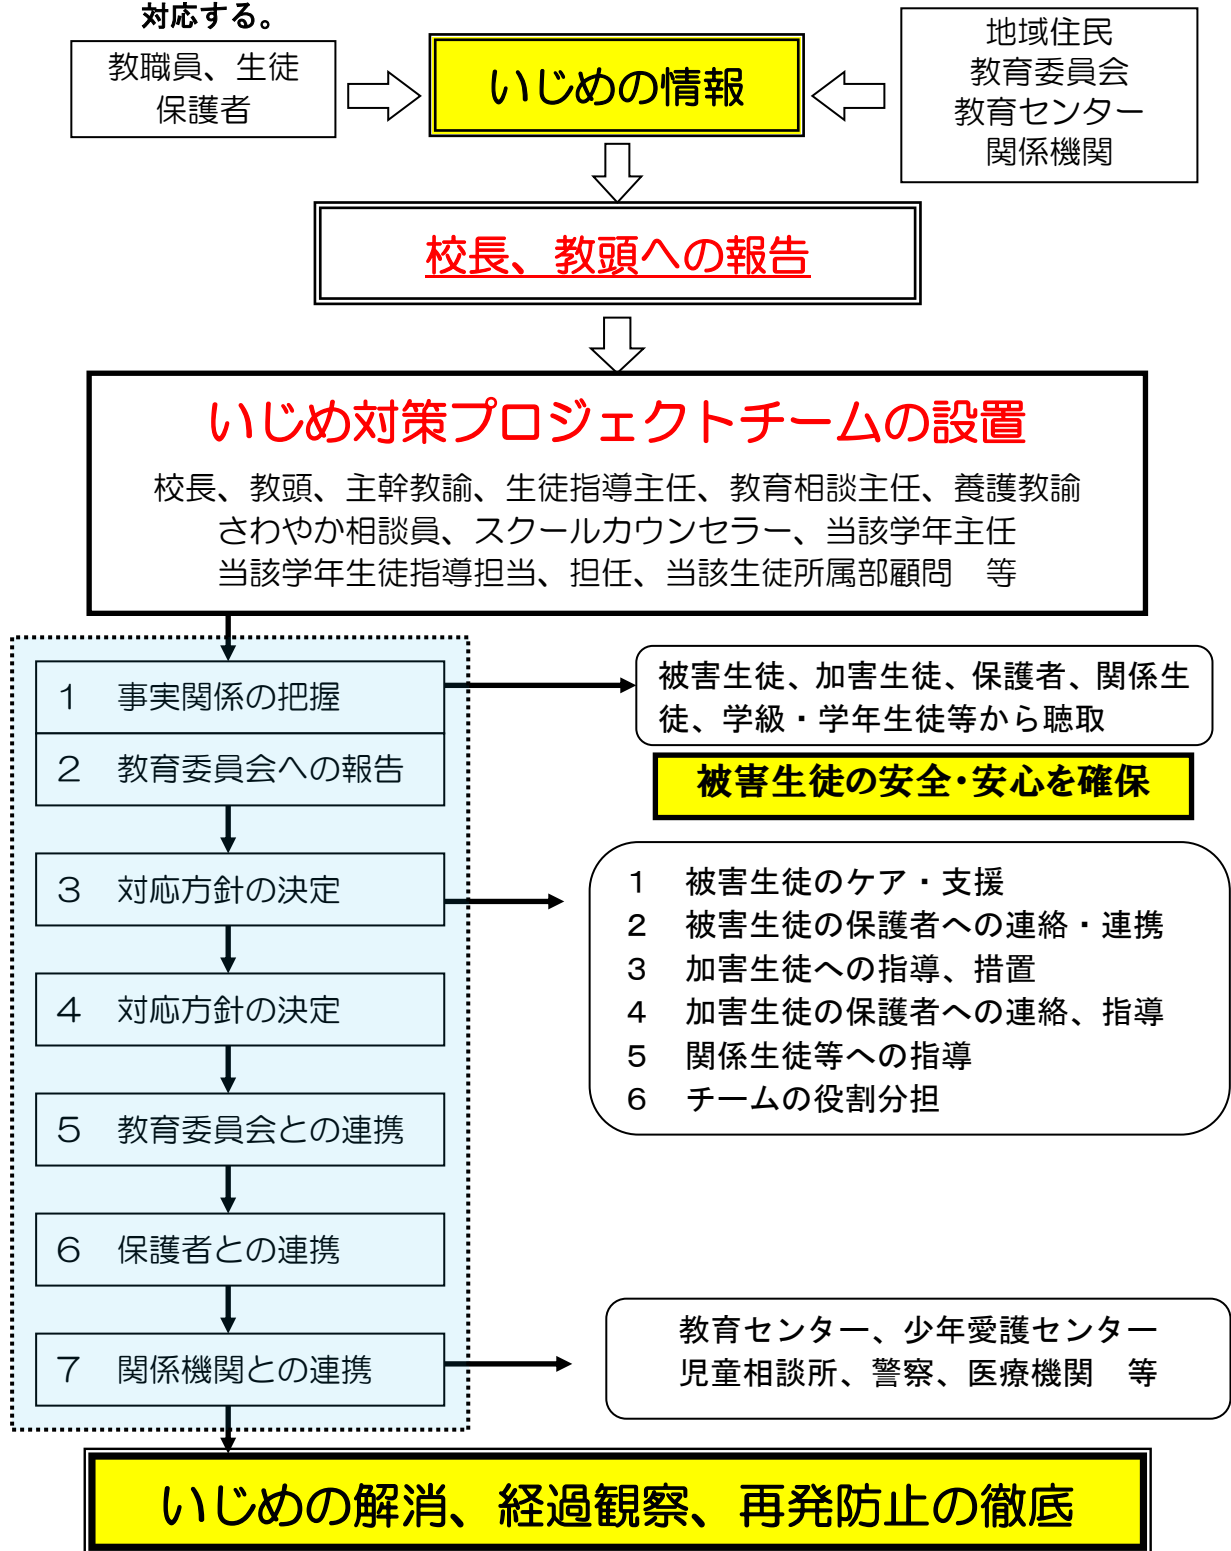 対応する。
教職員、生徒
保護者
いじめの情報
地域住民
教育委員会
教育センター
関係機関
校長、教頭への報告
いじめ対策プロジェクトチームの設置
校長、教頭、主幹教諭、生徒指導主任、教育相談主任、養護教諭
さわやか相談員、スクールカウンセラー、当該学年主任
当該学年生徒指導担当、担任、当該生徒所属部顧問　等
１　事実関係の把握
２　教育委員会への報告
被害生徒、加害生徒、保護者、関係生
徒、学級・学年生徒等から聴取
被害生徒の安全・安心を確保
３　対応方針の決定
４　対応方針の決定
５　教育委員会との連携
６　保護者との連携
７　関係機関との連携
１　被害生徒のケア・支援
２　被害生徒の保護者への連絡・連携
３　加害生徒への指導、措置
４　加害生徒の保護者への連絡、指導
５　関係生徒等への指導
６　チームの役割分担
教育センター、少年愛護センター
児童相談所、警察、医療機関　等
いじめの解消、経過観察、再発防止の徹底